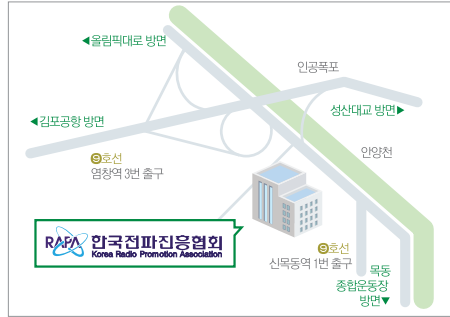 ◀올림픽대로 방면
인공폭포
성산대교 방면▶
◀김포공항 방면
안양천
9호선
염창역 3번 출구
RAPA 한국전파진흥협회
Korea Radio Promotion Association
9호선
신목동역 1번 출구
목동
종합운동장
방면▼